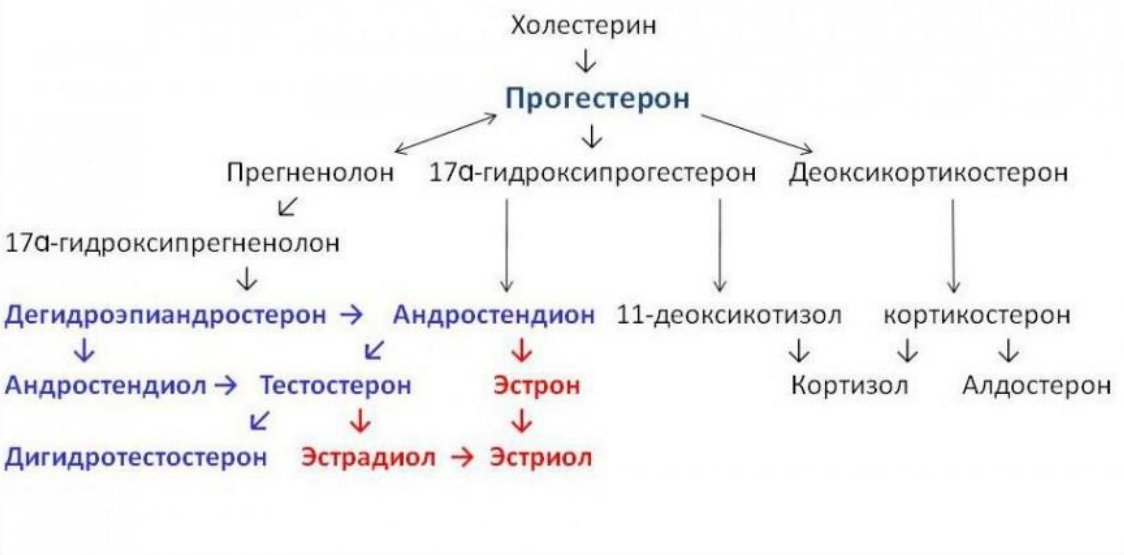 Холестерин
↓
Прогестерон
Прегненолон 17α-гидроксипрогестерон Деоксикортикостерон
17α-гидроксипрегненолон
Дегидроэпиандростерон → Андростендион 11-деоксикотизол кортикостерон
Андростендиол → Тестостерон Эстрон Кортизол Алдостерон
Дигидротестостерон Эстрадиол → Эстриол